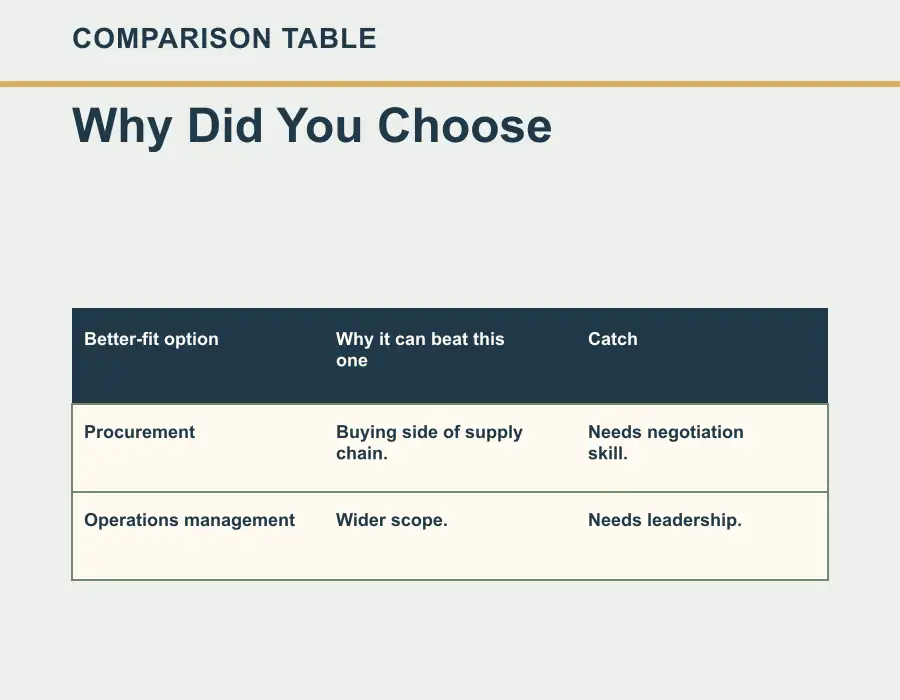 COMPARISON TABLE
Why Did You Choose
Better-fit option
Why it can beat this
one
Catch
Procurement
Buying side of supply
chain.
Needs negotiation
skill.
Operations management
Wider scope.
Needs leadership.